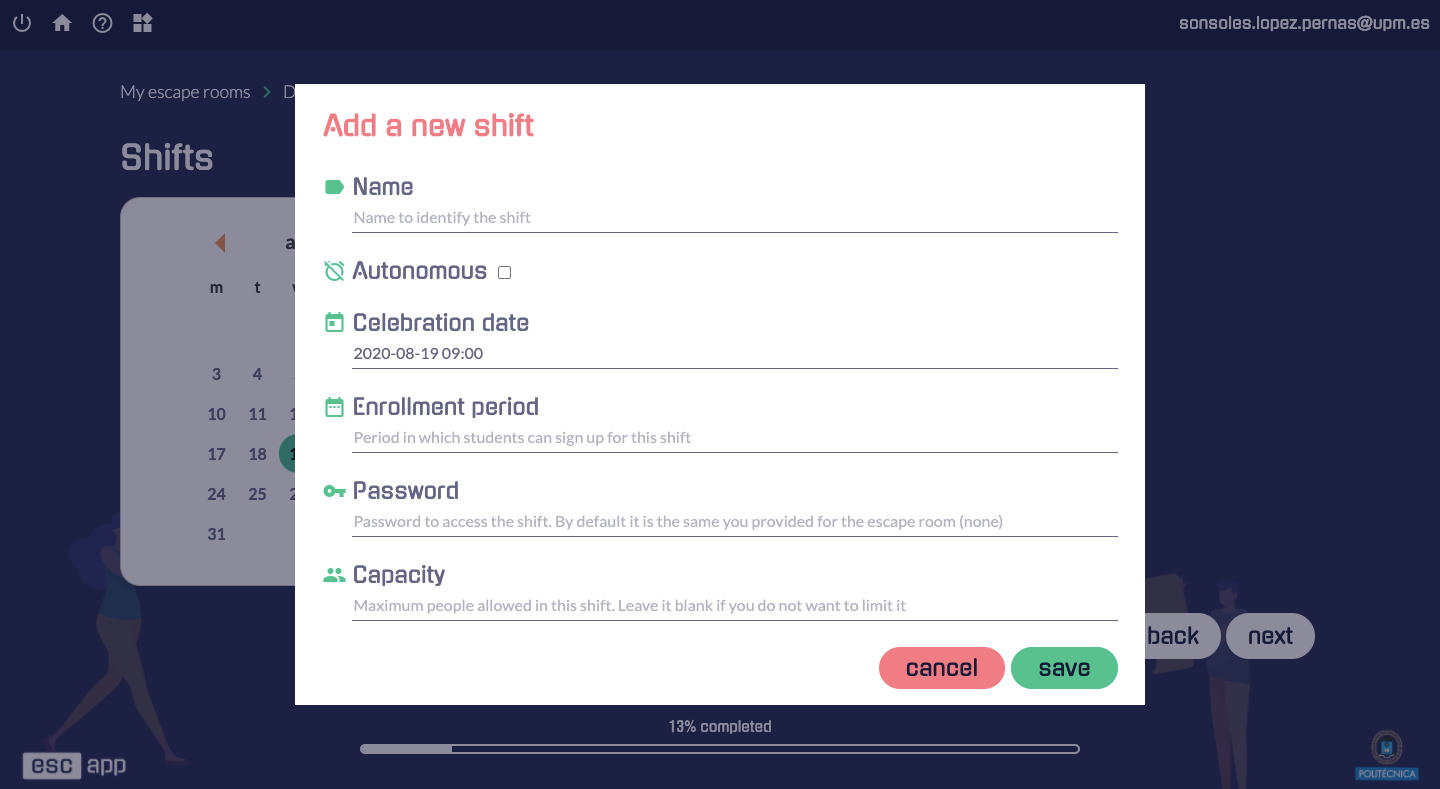 sonsoles.lopez.pernas@upm.es
My escape rooms > D
Shifts
Add a new shift
Name
Name to identify the shift
Autonomous
Celebration date
2020-08-19 09:00
Enrollment period
Period in which students can sign up for this shift
Password
Password to access the shift. By default it is the same you provided for the escape room (none)
Capacity
Maximum people allowed in this shift. Leave it blank if you do not want to limit it
cancel save
a
m t
3 4
10 11 1
17 18 1
24 25 2
31
back next
13% completed
esc app
POLITÉCNICA